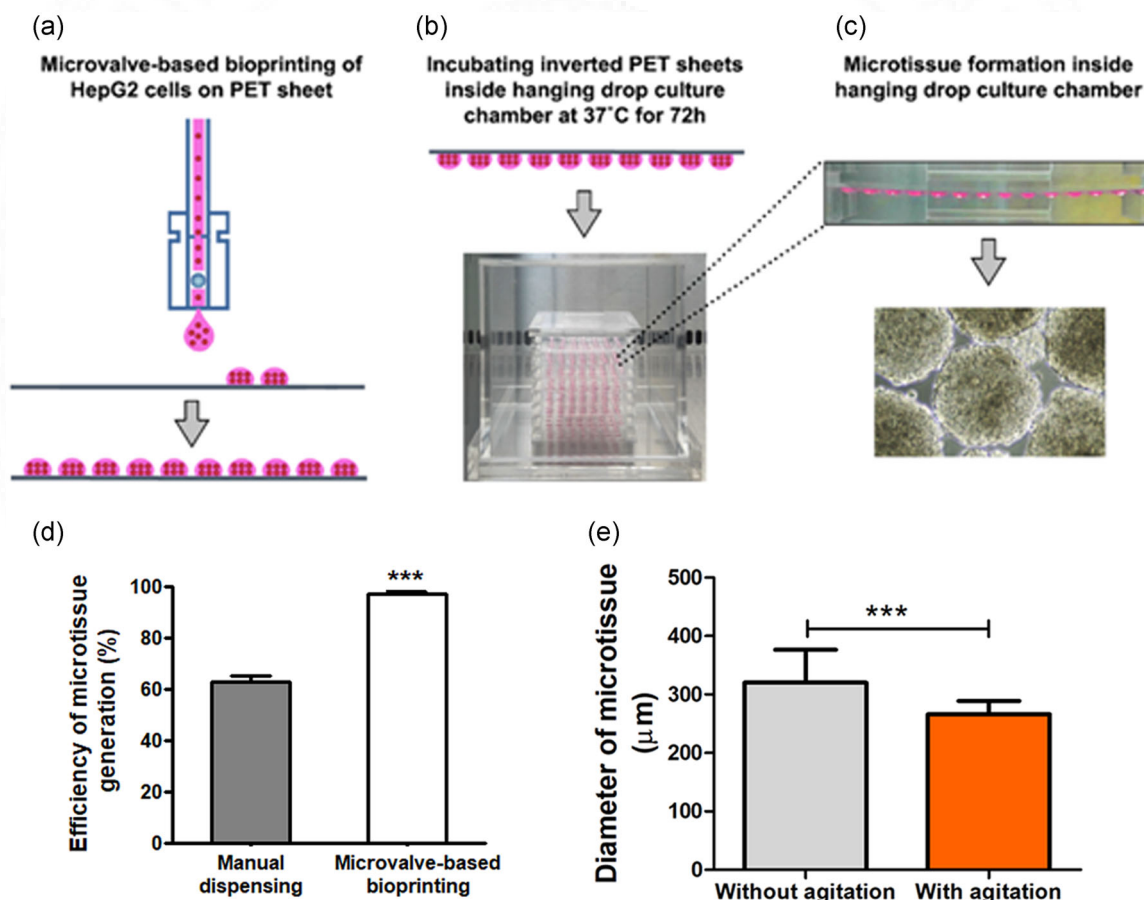 (a)
Microvalve-based bioprinting of
HepG2 cells on PET sheet
(b)
Incubating inverted PET sheets
inside hanging drop culture
chamber at 37˚C for 72h
(c)
Microtissue formation inside
hanging drop culture chamber
(d)
Efficiency of microtissue
generation (%)
100
80
60
40
20
0
***
Manual
dispensing
Microvalve-based
bioprinting
(e)
Diameter of microtissue
(μm)
500
400
300
200
100
0
***
Without agitation
With agitation